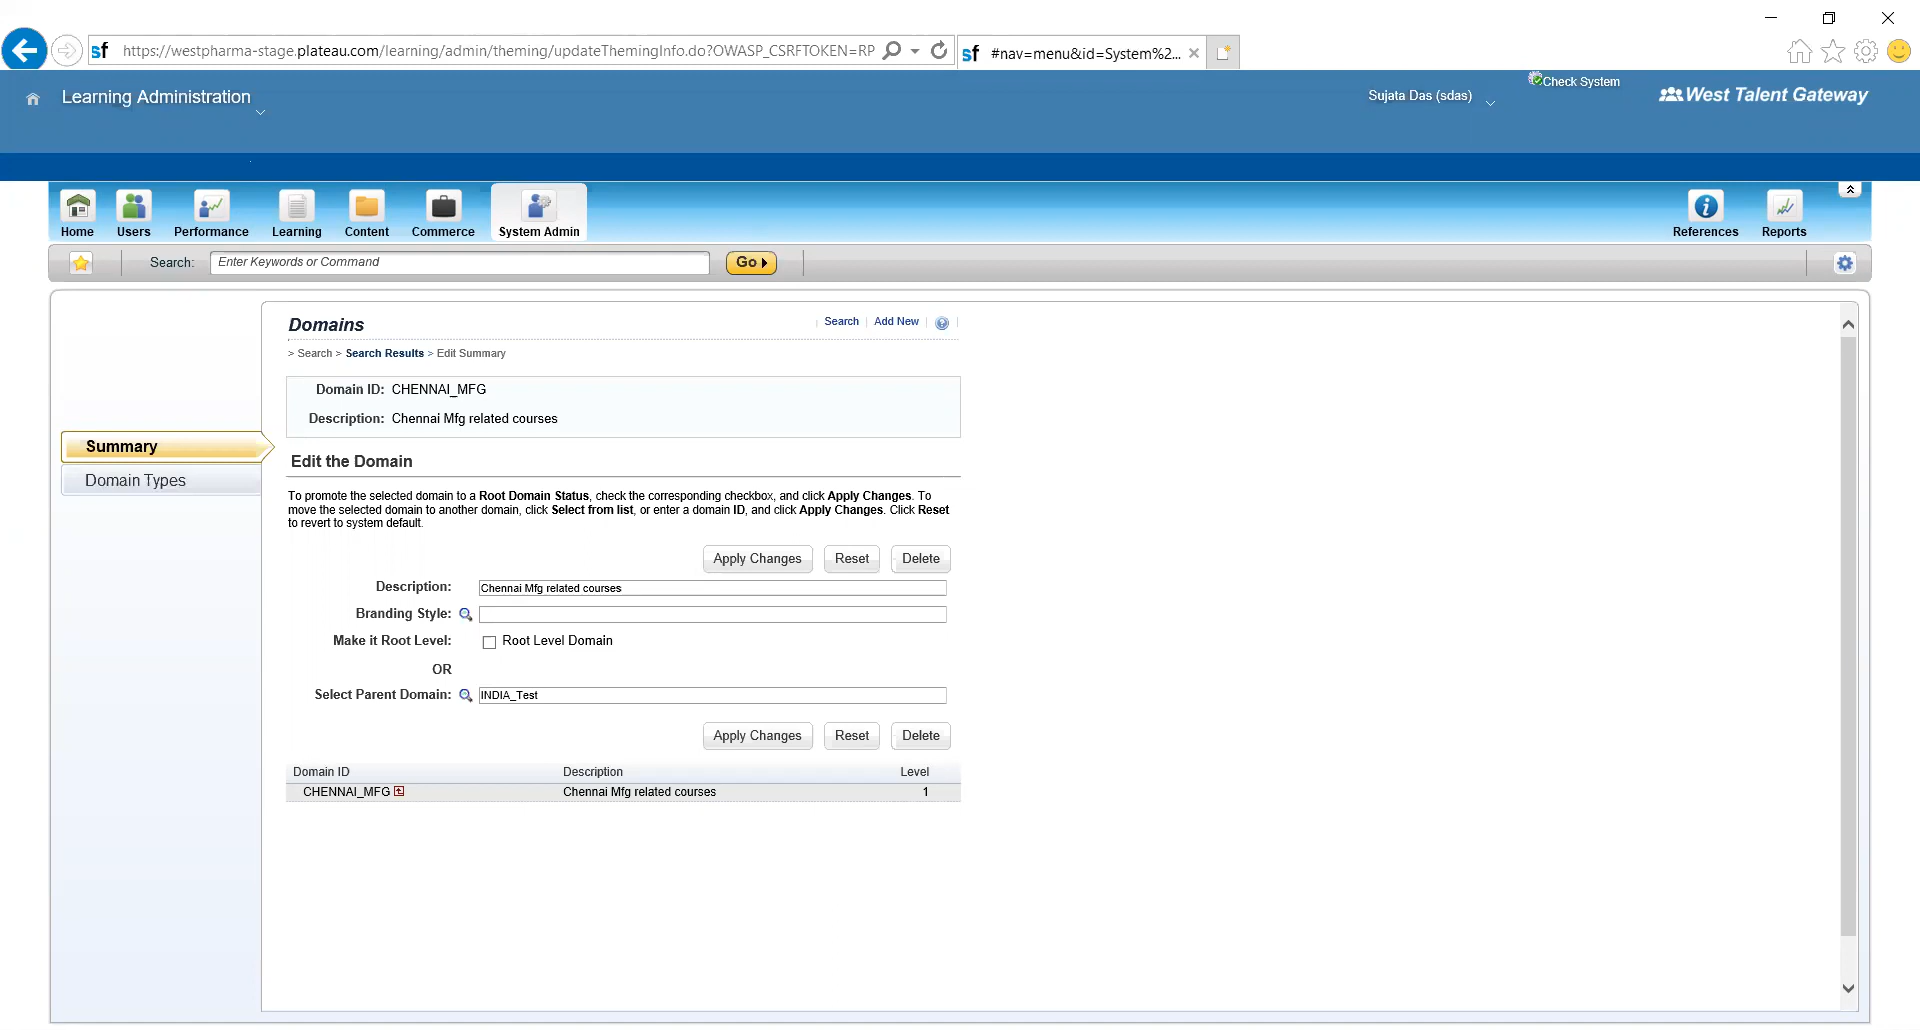 sf https://westpharma-stage.plateau.com/learning/admin/theming/updateThemingInfo.do?OWASP_CSRFTOKEN=RP
sf #nav=menu&id=System%2...
Learning Administration
Sujata Das (sdas)
Check System
West Talent Gateway
Home
Users
Performance
Learning
Content
Commerce
System Admin
References
Reports
Search: Enter Keywords or Command Go
Domains
Search Add New
> Search > Search Results > Edit Summary
Domain ID: CHENNAI_MFG
Description: Chennai Mfg related courses
Summary
Domain Types
Edit the Domain
To promote the selected domain to a Root Domain Status, check the corresponding checkbox, and click Apply Changes. To
move the selected domain to another domain, click Select from list, or enter a domain ID, and click Apply Changes. Click Reset
to revert to system default.
Apply Changes Reset Delete
Description: Chennai Mfg related courses
Branding Style:
Make it Root Level: Root Level Domain
OR
Select Parent Domain: INDIA_Test
Apply Changes Reset Delete
Domain ID Description Level
CHENNAI_MFG Chennai Mfg related courses 1